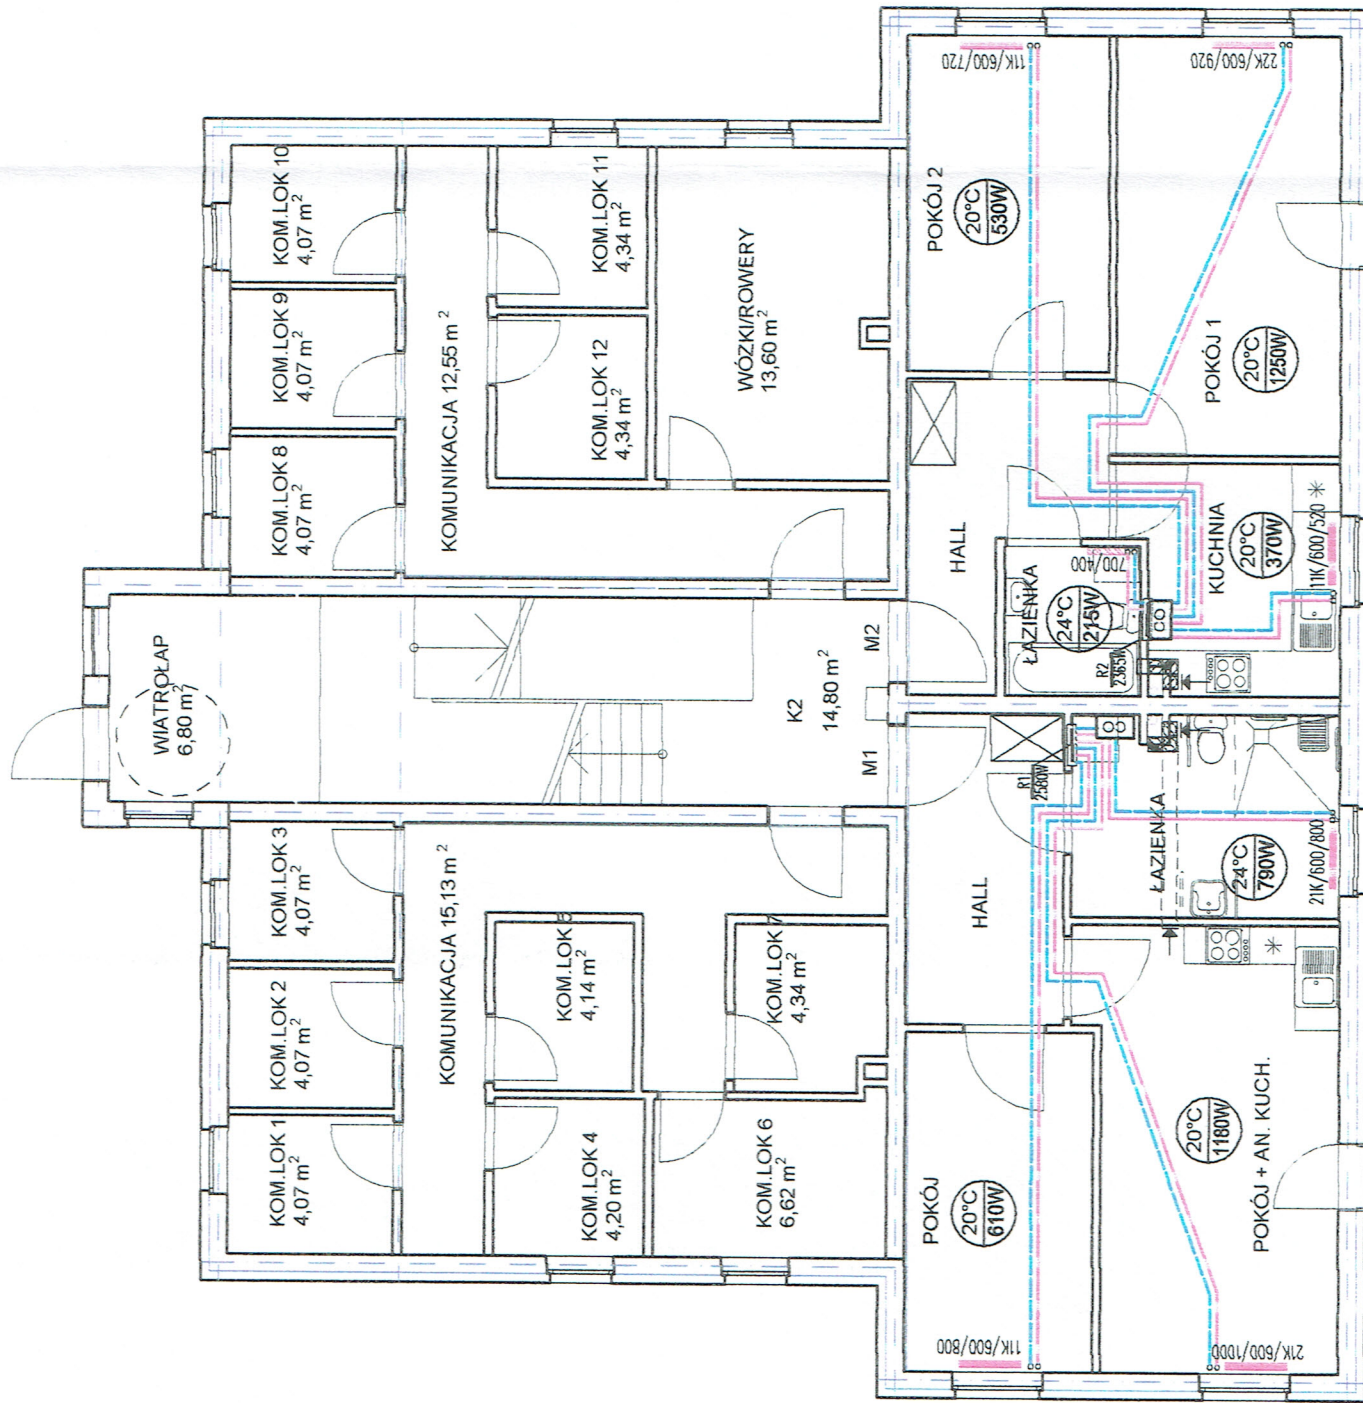 WIATROŁAP
6,80 m²
KOM.LOK 1
4,07 m²
KOM.LOK 2
4,07 m²
KOM.LOK 3
4,07 m²
KOM.LOK 8
4,07 m²
KOM.LOK 9
4,07 m²
KOM.LOK 10
4,07 m²
KOMUNIKACJA 15,13 m²
KOMUNIKACJA 12,55 m²
KOM.LOK 4
4,20 m²
KOM.LOK 5
4,14 m²
KOM.LOK 12
4,34 m²
KOM.LOK 11
4,34 m²
KOM.LOK 6
6,62 m²
KOM.LOK 7
4,34 m²
K2
14,80 m²
WÓZKI/ROWERY
13,60 m²
M1
M2
POKÓJ
20°C
610W
11K/600/800
HALL
R1
2580W
HALL
POKÓJ 2
20°C
530W
11K/600/720
ŁAZIENKA
24°C
215W
700/400
R2
2365W
CO
POKÓJ + AN. KUCH.
20°C
1180W
21K/600/1000
ŁAZIENKA
24°C
790W
21K/600/800
KUCHNIA
20°C
370W
11K/600/520
POKÓJ 1
20°C
1250W
22K/600/920